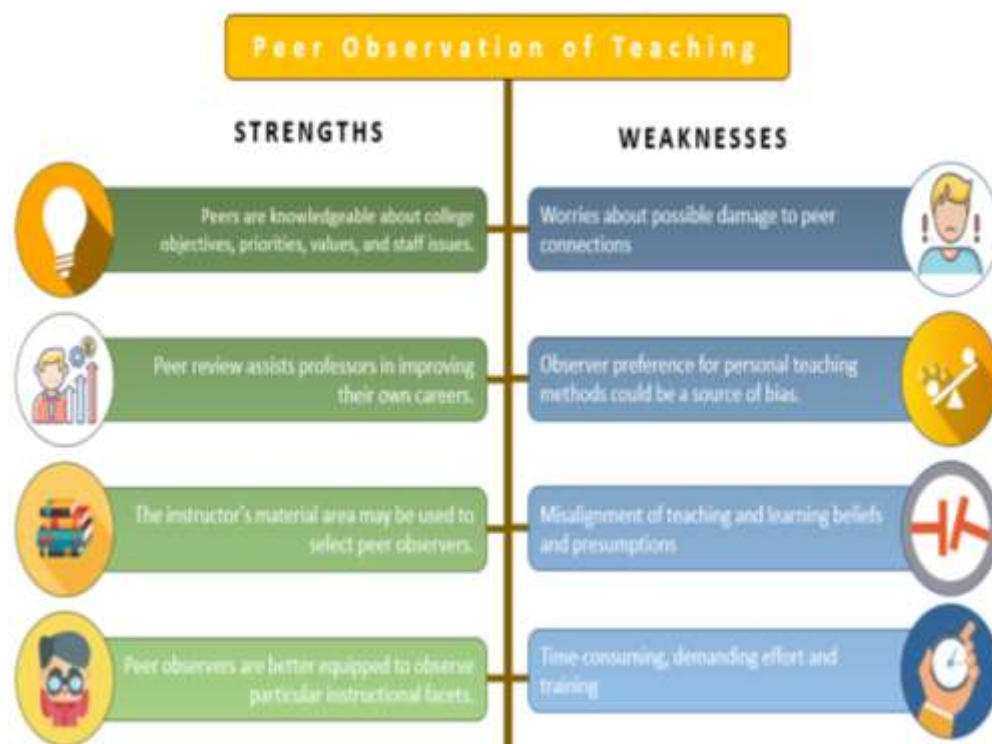 Peer Observation of Teaching
STRENGTHS
Peers are knowledgeable about college
objectives, priorities, values, and staff issues.
Peer review assists professors in improving
their own careers.
The instructor's material area may be used to
select peer observers.
Peer observers are better equipped to observe
particular instructional facets.
WEAKNESSES
Worries about possible damage to peer
connections
Observer preference for personal teaching
methods could be a source of bias.
Misalignment of teaching and learning beliefs
and presumptions
Time-consuming, demanding effort and
training